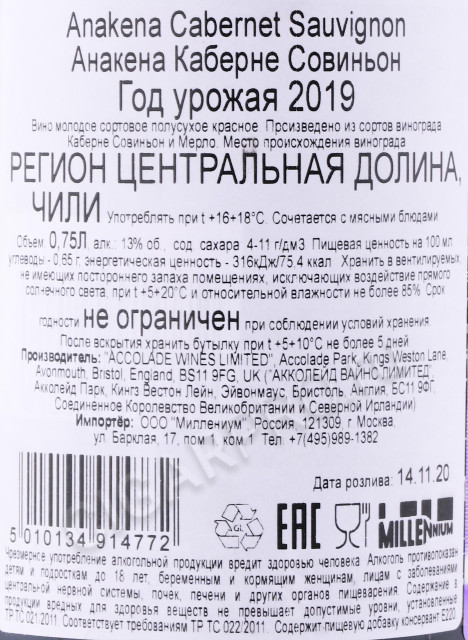 Anakena Cabernet Sauvignon
Анакена Каберне Совиньон
Год урожая 2019
Вино молодое сортовое полусухое красное. Призведено из сортов винограда
Каберне Совиньон и Мерло. Место происхождения винограда
РЕГИОН ЦЕНТРАЛЬНАЯ ДОЛИНА,
ЧИЛИ Употреблять при t +16+18°С. Сочетается с мясными блюдами.
Объем 0,75Л алк.: 13% об., сод. сахара 4-11 г/дм3 Пищевая ценность на 100 мл.
углеводы - 0.65 г. энергетическая ценность - 316кДж/75,4 ккал Хранить в вентилируемых
не имеющих постороннего запаха помещениях, исключающих воздействие прямого
солнечного света, при t +5+20°С и относительной влажности не более 85% Срок
годности не ограничен при соблюдении условий хранения
После вскрытия хранить бутылку при t +5+10°С не более 5 дней
Производитель: "ACCOLADE WINES LIMITED", Accolade Park, Kings Weston Lane,
Avonmouth, Bristol, England, BS11 9FG, UK ("АККОЛЕЙД ВАЙНС ЛИМИТЕД",
Акколейд Парк, Кингз Вестон Лейн, Эйвонмаус, Бристоль, Англия, БС11 9ФГ,
Соединенное Королевство Великобритании и Северной Ирландии)
Импортёр: ООО "Миллениум", Россия, 121309, г. Москва,
ул. Барклая, 17, пом 1, ком 1. Тел. +7(495)989-1382
Дата розлива: 14.11.20
5 010134 914772
GL
EAC
MILLENNIUM
Чрезмерное употребление алкогольной продукции вредит здоровью человека. Алкоголь противопоказан
детям и подросткам до 18 лет, беременным и кормящим женщинам, лицам с заболеваниями
центральной нервной системы, почек, печени и других органов пищеварения. Содержание в
продукции вредных для здоровья веществ не превышает допустимые уровни, установленные
ТР ТС 021/2011. Соответствует требованиям ТР ТС 022/2011. Содержит-пищевую добавку консервант Е220